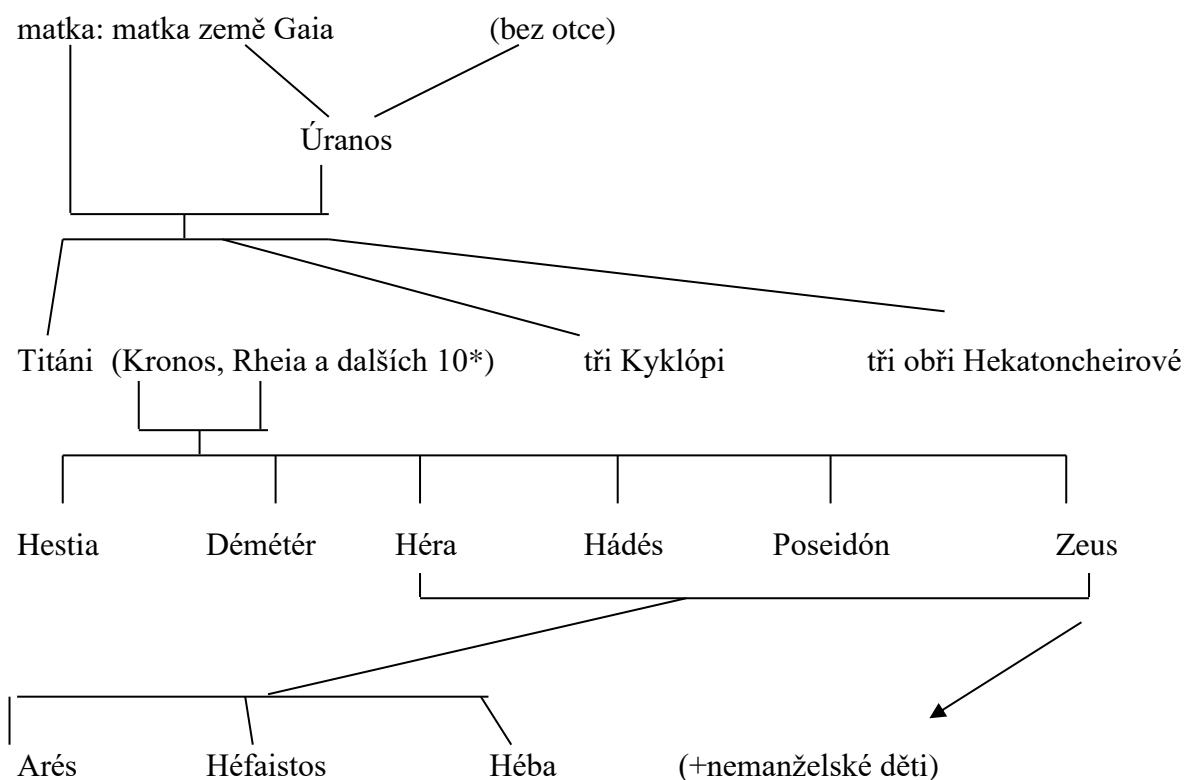 matka: matka země Gaia (bez otce)
Úranos
Titáni (Kronos, Rheia a dalších 10*) tři Kyklópi tři obři Hekatoncheirové
Hestia Démétér Héra Hádés Poseidón Zeus
Arés Héfaistos Héba (+nemanželské děti)